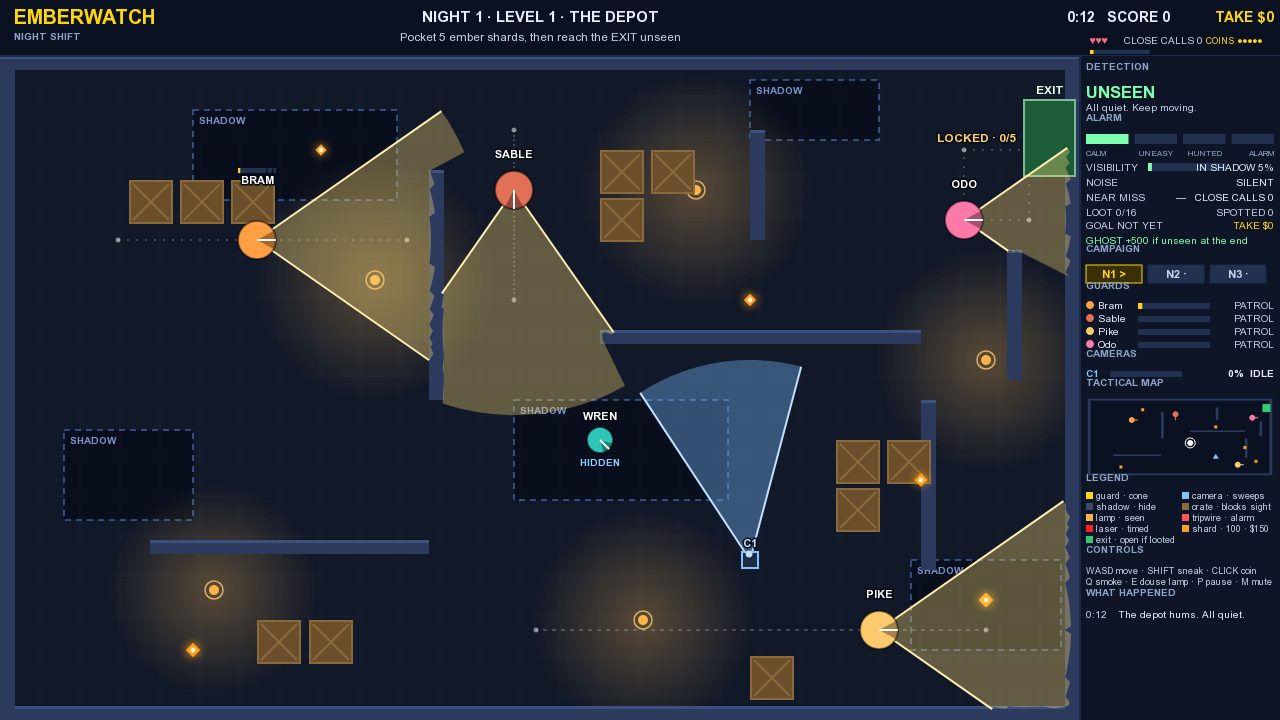 EMBERWATCH
NIGHT SHIFT
NIGHT 1 · LEVEL 1 · THE DEPOT
Pocket 5 ember shards, then reach the EXIT unseen
0:12 SCORE 0 TAKE $0
♥♥♥ CLOSE CALLS 0 COINS ●●●●●
SHADOW
BRAM
SABLE
SHADOW
EXIT
LOCKED · 0/5
ODO
SHADOW
WREN
HIDDEN
SHADOW
C1
SHADOW
PIKE
DETECTION
UNSEEN
All quiet. Keep moving.
ALARM
CALM UNEASY HUNTED ALARM
VISIBILITY IN SHADOW 5%
NOISE SILENT
NEAR MISS — CLOSE CALLS 0
LOOT 0/16 SPOTTED 0
GOAL NOT YET TAKE $0
GHOST +500 if unseen at the end
CAMPAIGN
N1 > N2 · N3 ·
GUARDS
Bram PATROL
Sable PATROL
Pike PATROL
Odo PATROL
CAMERAS
C1 0% IDLE
TACTICAL MAP
LEGEND
guard · cone camera · sweeps
shadow · hide crate · blocks sight
lamp · seen tripwire · alarm
laser · timed shard · 100 · $150
exit · open if looted
CONTROLS
WASD move · SHIFT sneak · CLICK coin
Q smoke · E douse lamp · P pause · M mute
WHAT HAPPENED
0:12 The depot hums. All quiet.